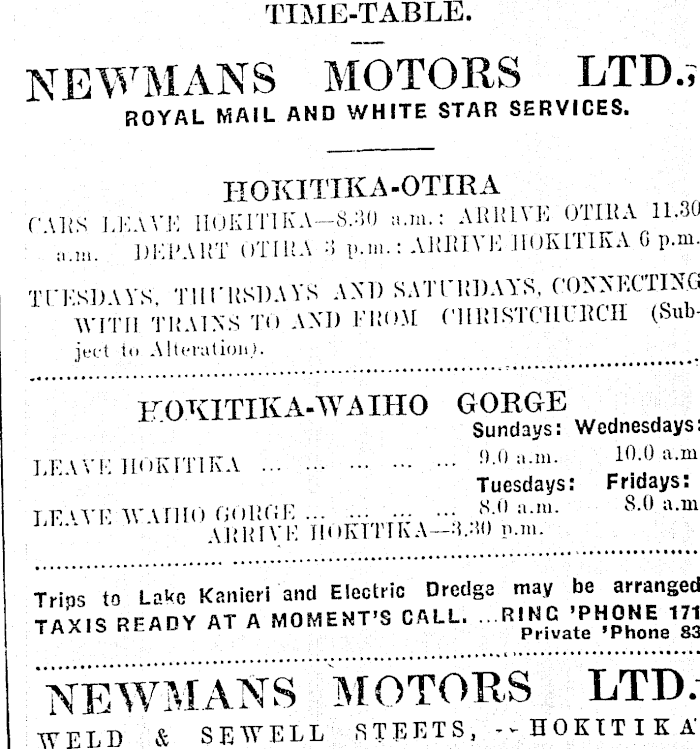 TIME-TABLE.
NEWMANS MOTORS LTD.,
ROYAL MAIL AND WHITE STAR SERVICES.
HOKITIKA-OTIRA
CARS LEAVE HOKITIKA—8.30 a.m.: ARRIVE OTIRA 11.30
a.m. DEPART OTIRA 3 p.m.: ARRIVE HOKITIKA 6 p.m.
TUESDAYS, THURSDAYS AND SATURDAYS, CONNECTING
WITH TRAINS TO AND FROM CHRISTCHURCH (Sub-
ject to Alteration).
HOKITIKA-WAIHO GORGE
Sundays: Wednesdays:
LEAVE HOKITIKA ... ... ... ... ... 9.0 a.m. 10.0 a.m
Tuesdays: Fridays:
LEAVE WAIHO GORGE ... ... ... ... 8.0 a.m. 8.0 a.m
ARRIVE HOKITIKA—3.30 p.m.
Trips to Lake Kanieri and Electric Dredge may be arranged
TAXIS READY AT A MOMENT'S CALL. ...RING 'PHONE 171
Private 'Phone 83
NEWMANS MOTORS LTD.
WELD & SEWELL STEETS, -- HOKITIKA